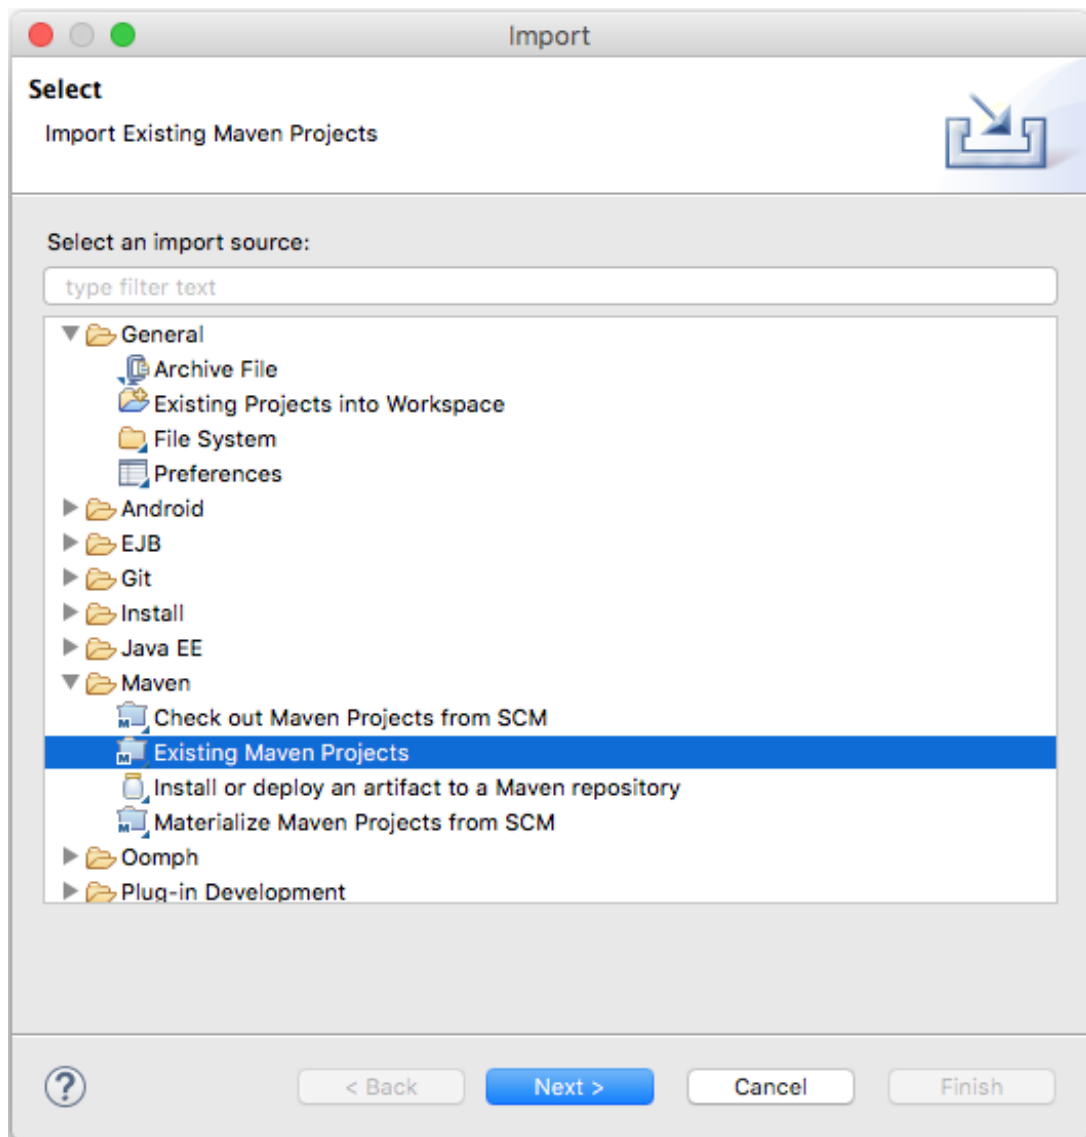 Import
Select
Import Existing Maven Projects
Select an import source:
type filter text
General
Archive File
Existing Projects into Workspace
File System
Preferences
Android
EJB
Git
Install
Java EE
Maven
M Check out Maven Projects from SCM
M Existing Maven Projects
Install or deploy an artifact to a Maven repository
M Materialize Maven Projects from SCM
Oomph
Plug-in Development
? < Back Next > Cancel Finish